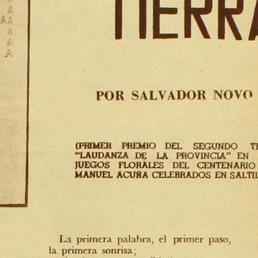 TIERRA
POR SALVADOR NOVO
(PRIMER PREMIO DEL SEGUNDO
"LAUDANZA DE LA PROVINCIA" EN
JUEGOS FLORALES DEL CENTENARIO
MANUEL ACUÑA CELEBRADOS EN SALTIL
La primera palabra, el primer paso,
la primera sonrisa;